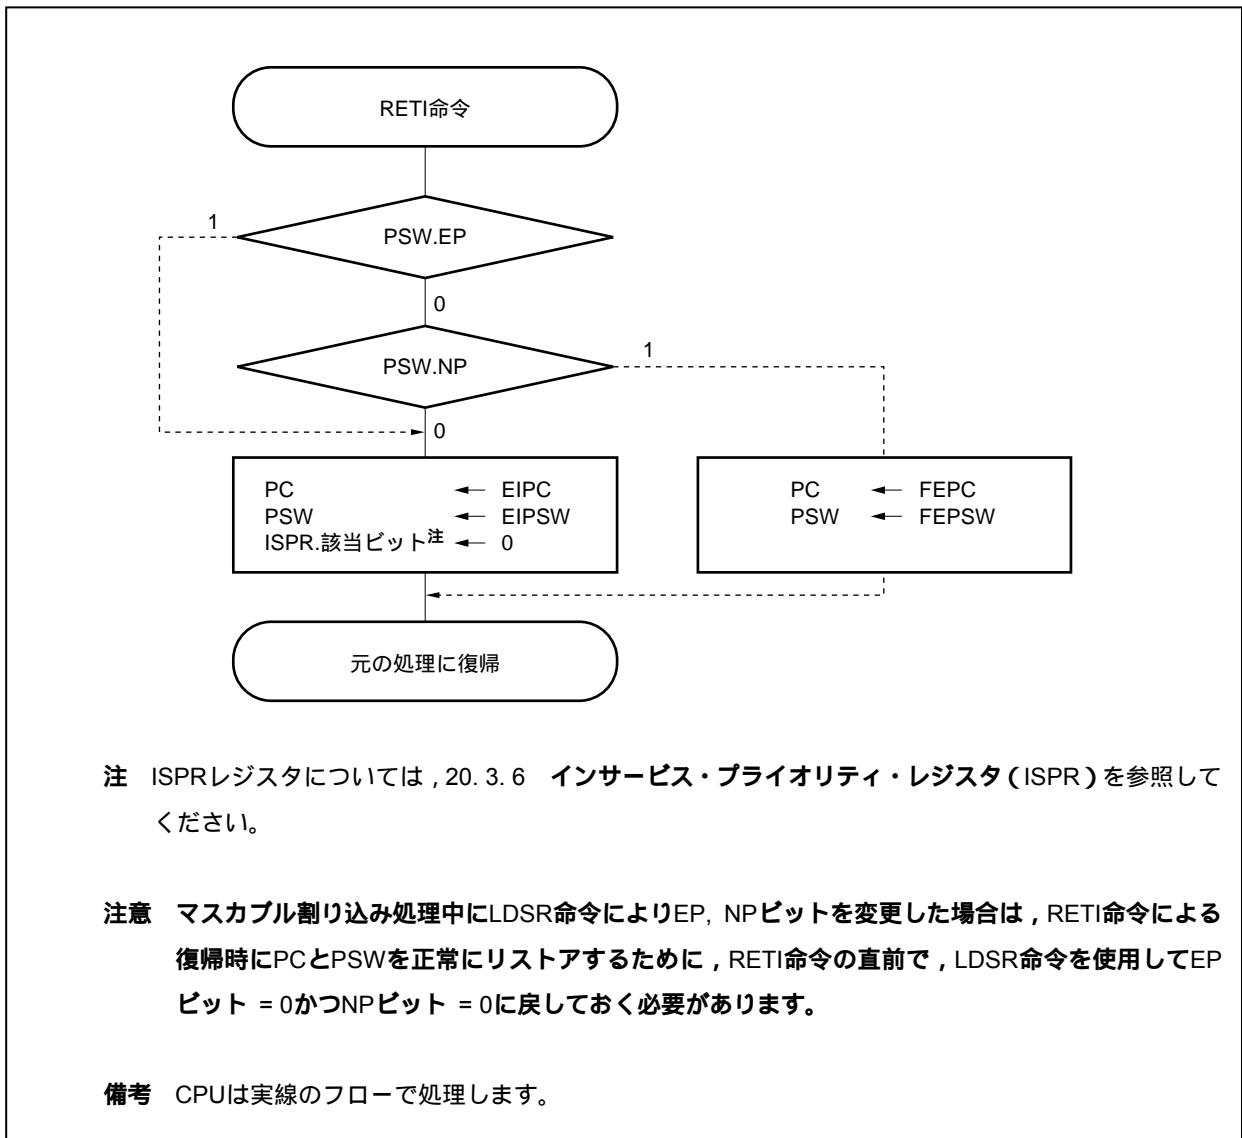 RETI命令
1
PSW.EP
0
1
PSW.NP
0
PC ← EIPC
PSW ← EIPSW
ISPR.該当ビット注 ← 0
PC ← FEPC
PSW ← FEPSW
元の処理に復帰
注 ISPRレジスタについては，20. 3. 6 インサービス・プライオリティ・レジスタ（ISPR）を参照して
ください。
注意 マスカブル割り込み処理中にLDSR命令によりEP, NPビットを変更した場合は，RETI命令による
復帰時にPCとPSWを正常にリストアするために，RETI命令の直前で，LDSR命令を使用してEP
ビット = 0かつNPビット = 0に戻しておく必要があります。
備考 CPUは実線のフローで処理します。